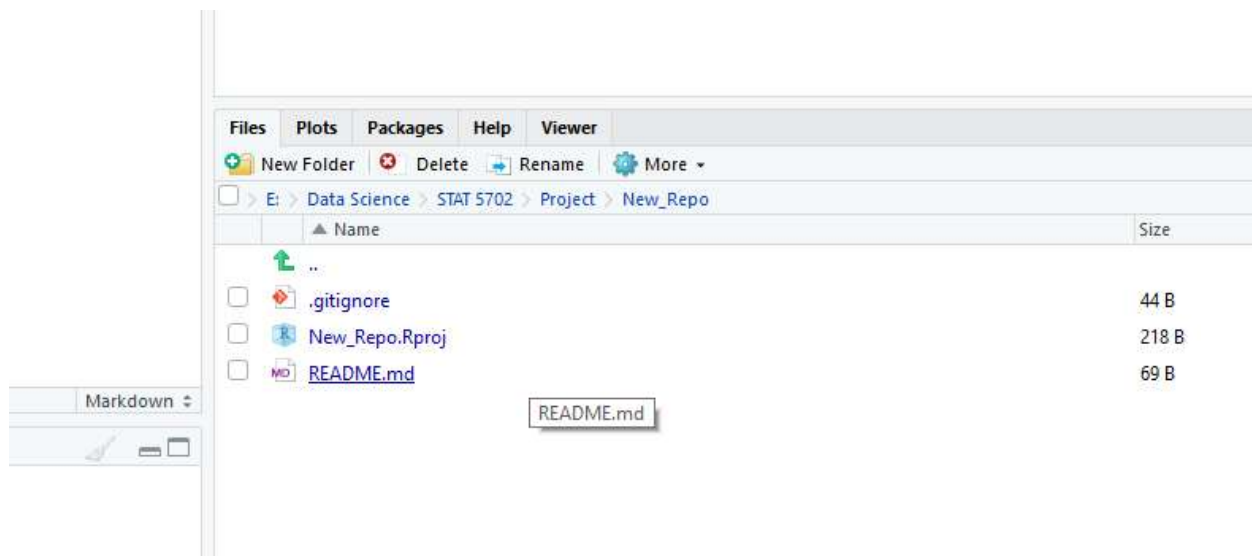 Files Plots Packages Help Viewer
New Folder Delete Rename More
E: Data Science STAT 5702 Project New_Repo
Name Size
..
.gitignore 44 B
New_Repo.Rproj 218 B
README.md 69 B
Markdown
README.md